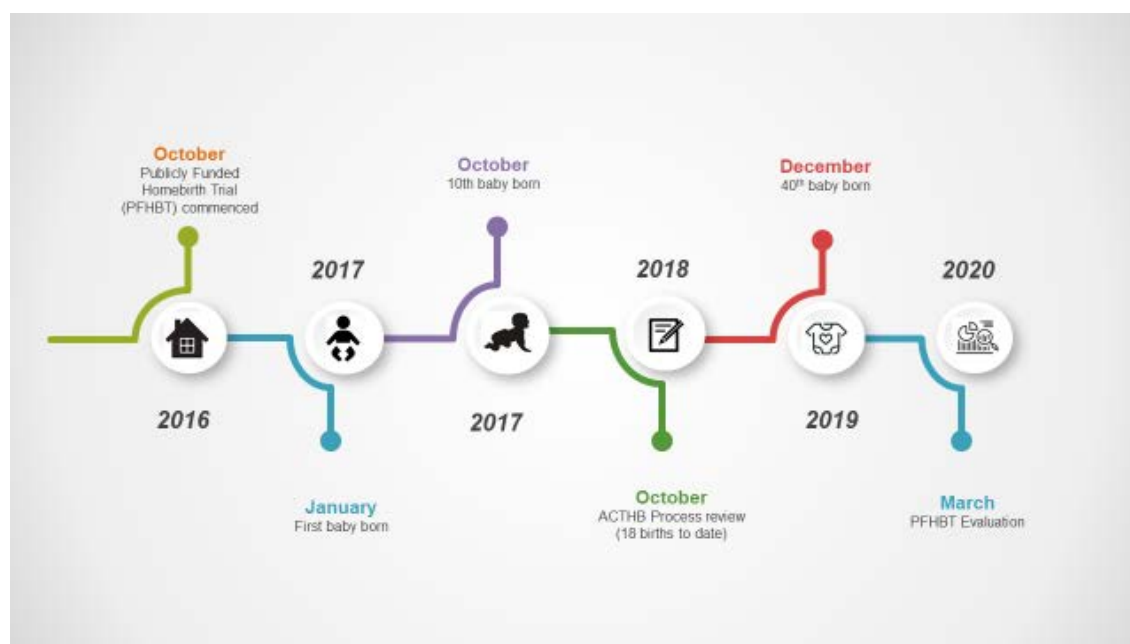 October
Publicly Funded
Homebirth Trial
(PFHBT) commenced
2016
2017
January
First baby born
October
10th baby born
2017
2018
October
ACTHB Process review
(18 births to date)
December
40th baby born
2019
2020
March
PFHBT Evaluation